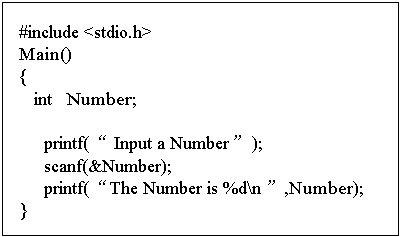 #include <stdio.h>
Main()
{
int Number;
printf( “ Input a Number ” );
scanf(&Number);
printf( “ The Number is %d\n ” ,Number);
}